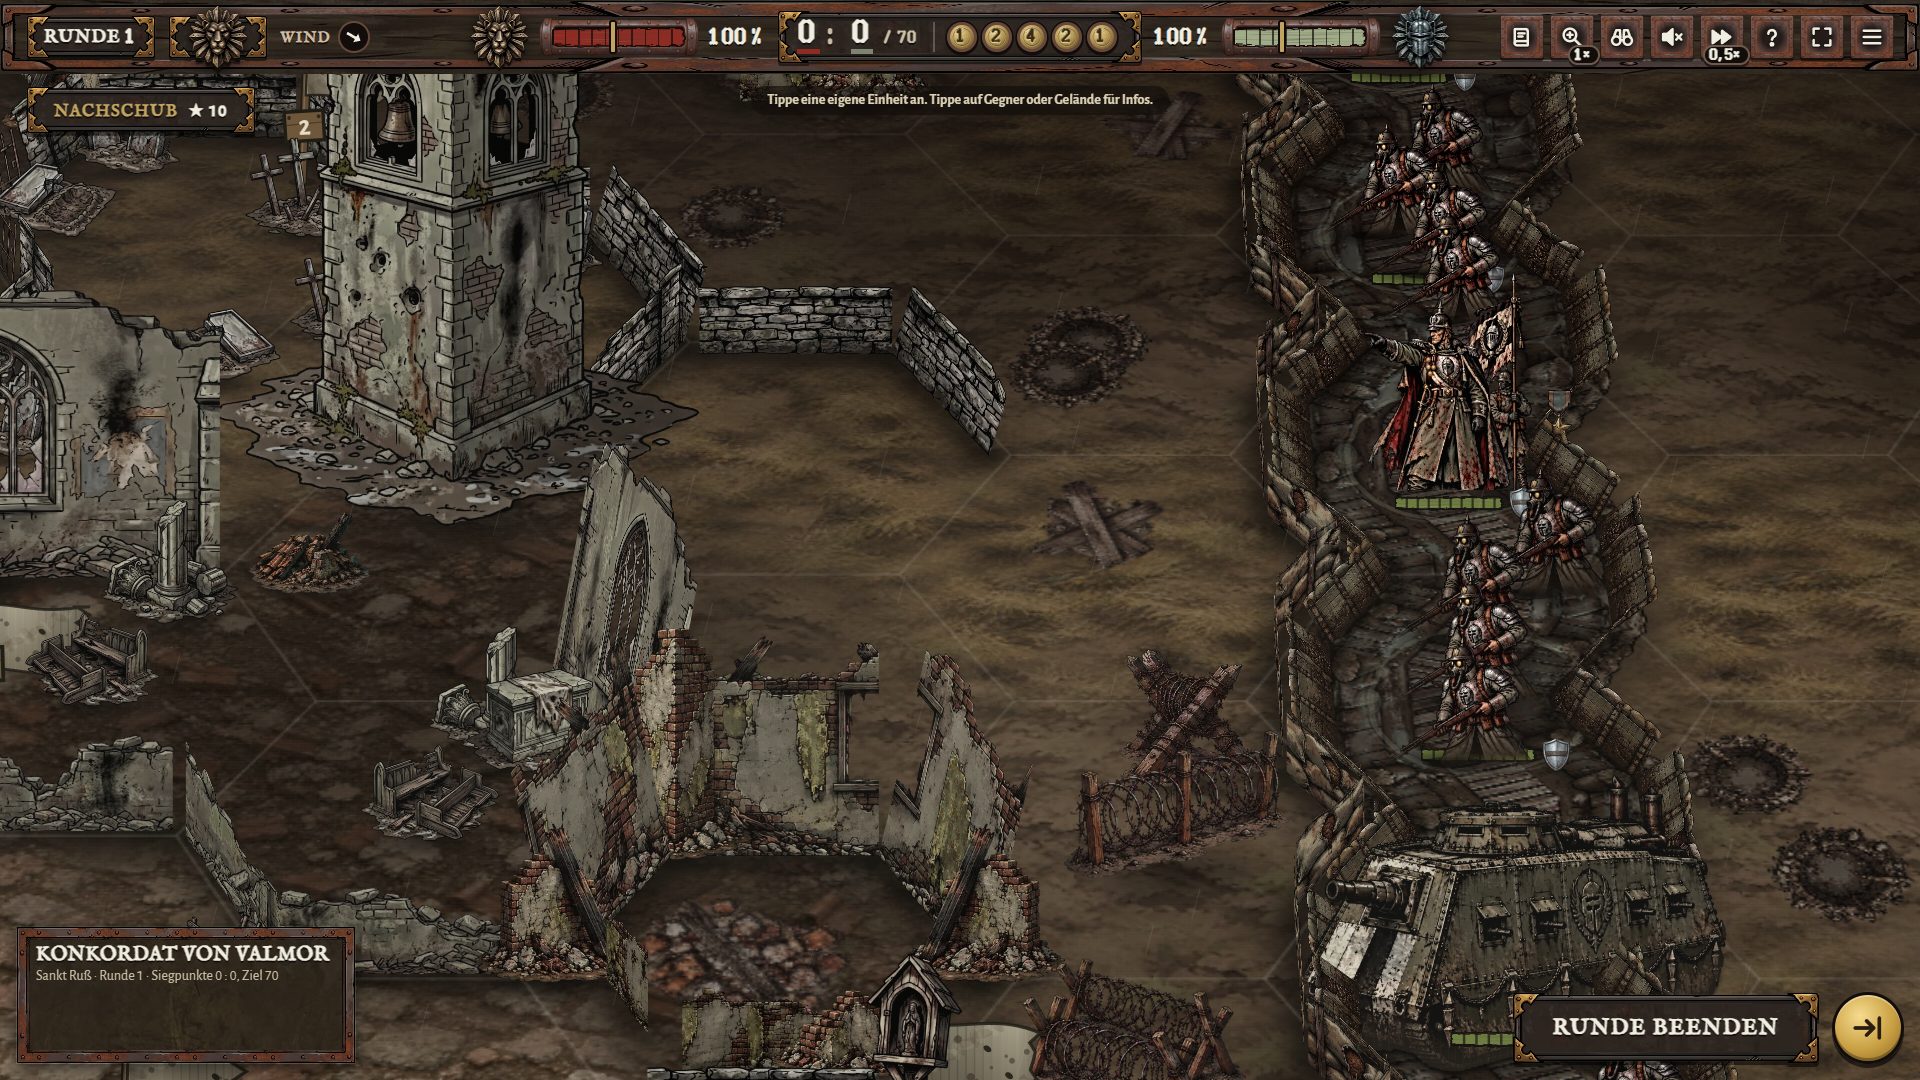 RUNDE 1
WIND
100 %
0 : 0 / 70
1 2 4 2 1
100 %
1×
0,5×
?
NACHSCHUB ★ 10
Tippe eine eigene Einheit an. Tippe auf Gegner oder Gelände für Infos.
2
KONKORDAT VON VALMOR
Sankt Ruß · Runde 1 · Siegpunkte 0 : 0, Ziel 70
RUNDE BEENDEN